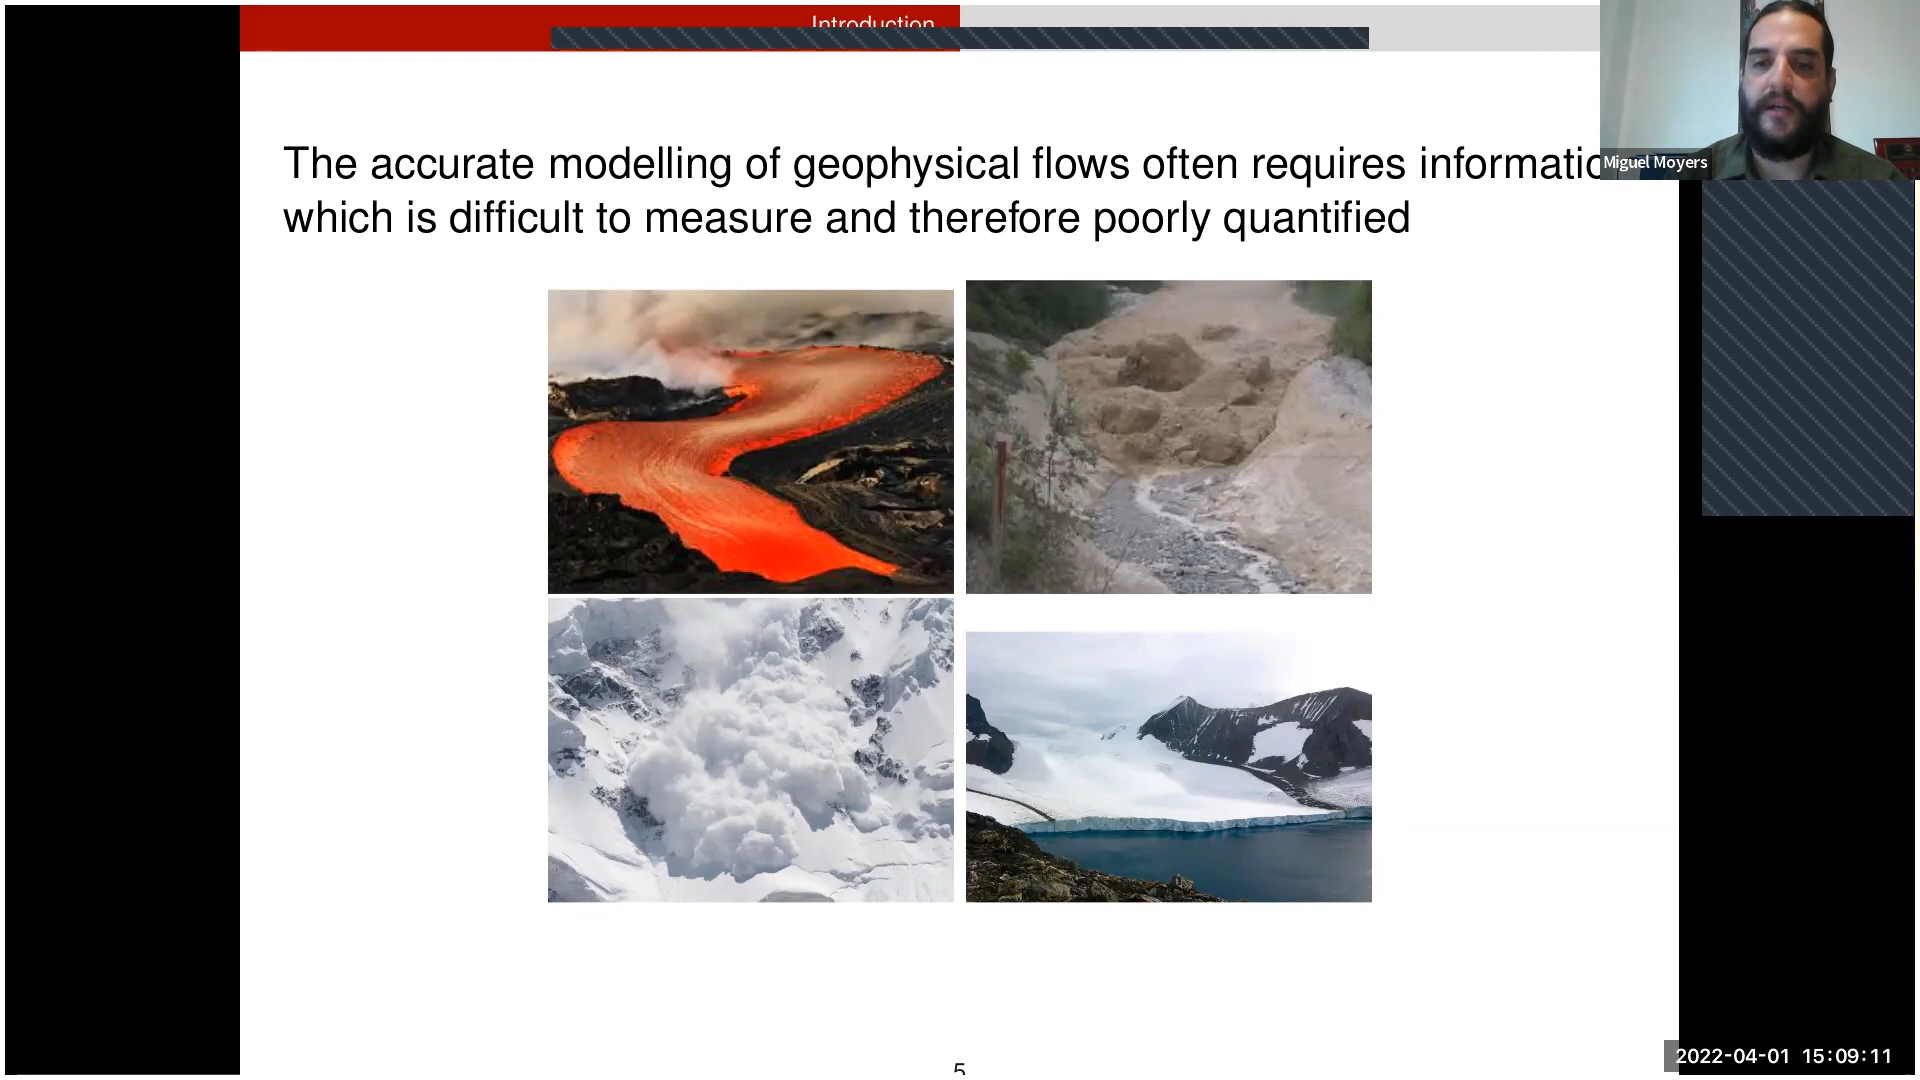 Introduction
The accurate modelling of geophysical flows often requires informatio
which is difficult to measure and therefore poorly quantified
Miguel Moyers
5
2022-04-01 15:09:11